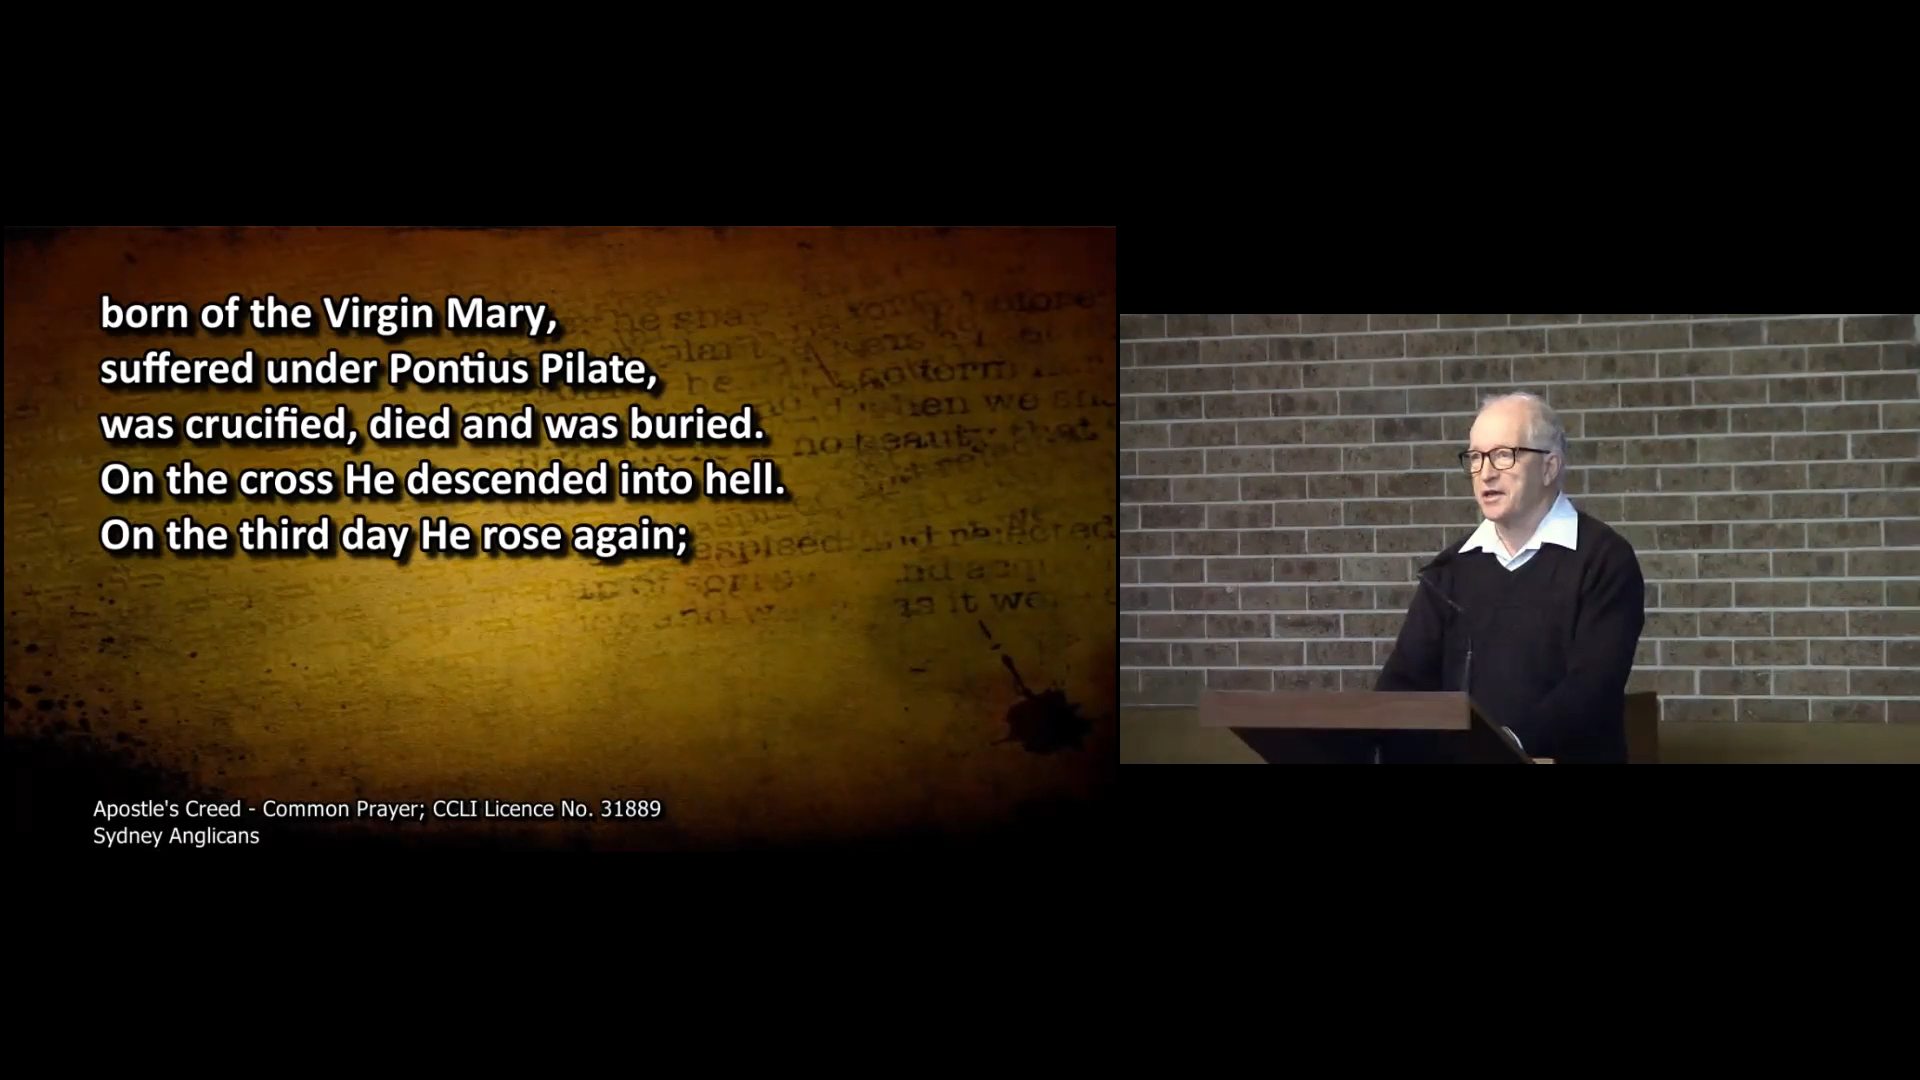 born of the Virgin Mary,
suffered under Pontius Pilate,
was crucified, died and was buried.
On the cross He descended into hell.
On the third day He rose again;
Apostle's Creed - Common Prayer; CCLI Licence No. 31889
Sydney Anglicans